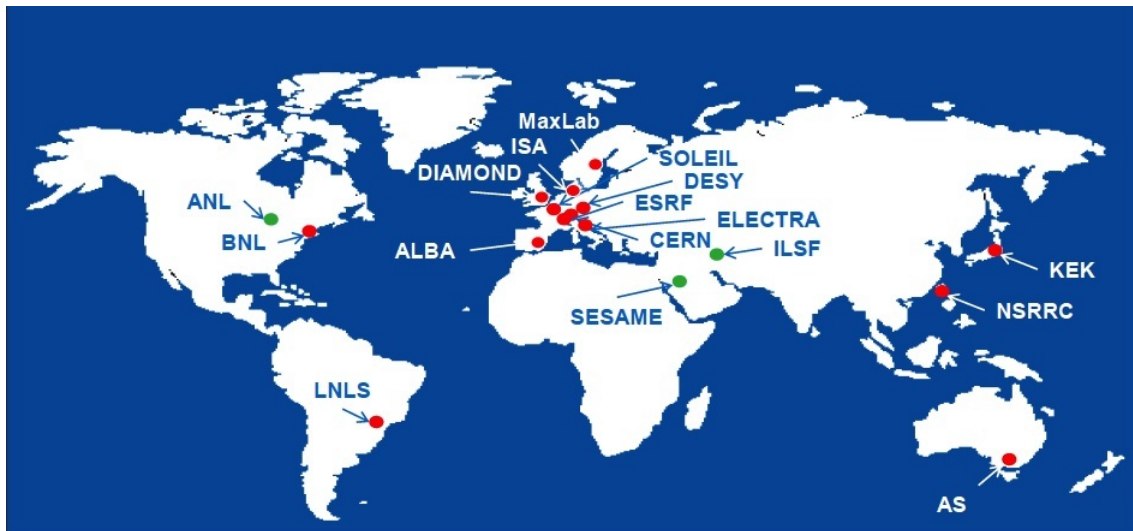 MaxLab
ISA
SOLEIL
DIAMOND
DESY
ANL
ESRF
ELECTRA
BNL
CERN
ALBA
ILSF
KEK
SESAME
NSRRC
LNLS
AS